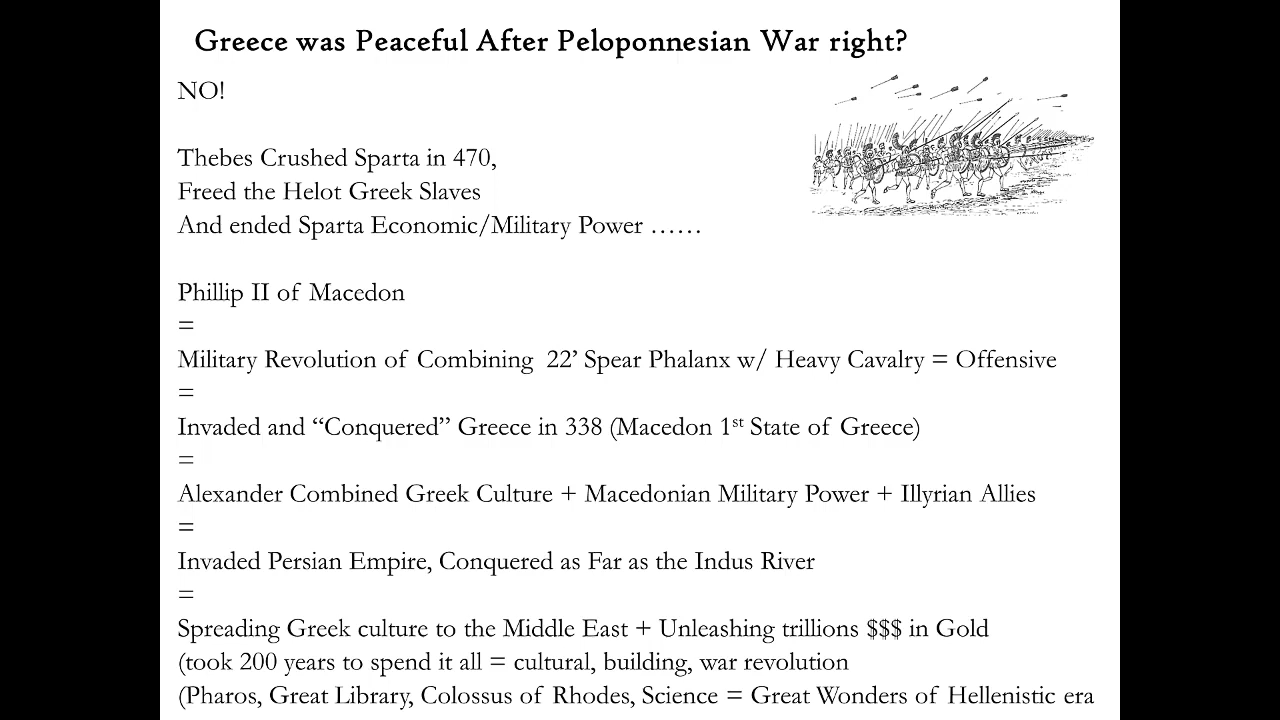 Greece was Peaceful After Peloponnesian War right?
NO!
Thebes Crushed Sparta in 470,
Freed the Helot Greek Slaves
And ended Sparta Economic/Military Power ……
Phillip II of Macedon
=
Military Revolution of Combining 22’ Spear Phalanx w/ Heavy Cavalry = Offensive
=
Invaded and “Conquered” Greece in 338 (Macedon 1st State of Greece)
=
Alexander Combined Greek Culture + Macedonian Military Power + Illyrian Allies
=
Invaded Persian Empire, Conquered as Far as the Indus River
=
Spreading Greek culture to the Middle East + Unleashing trillions $$$ in Gold
(took 200 years to spend it all = cultural, building, war revolution
(Pharos, Great Library, Colossus of Rhodes, Science = Great Wonders of Hellenistic era